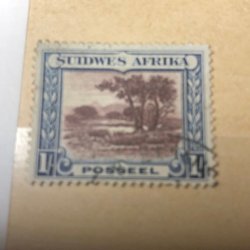 SUIDWES AFRIKA
1/- 1/-
POSSEEL